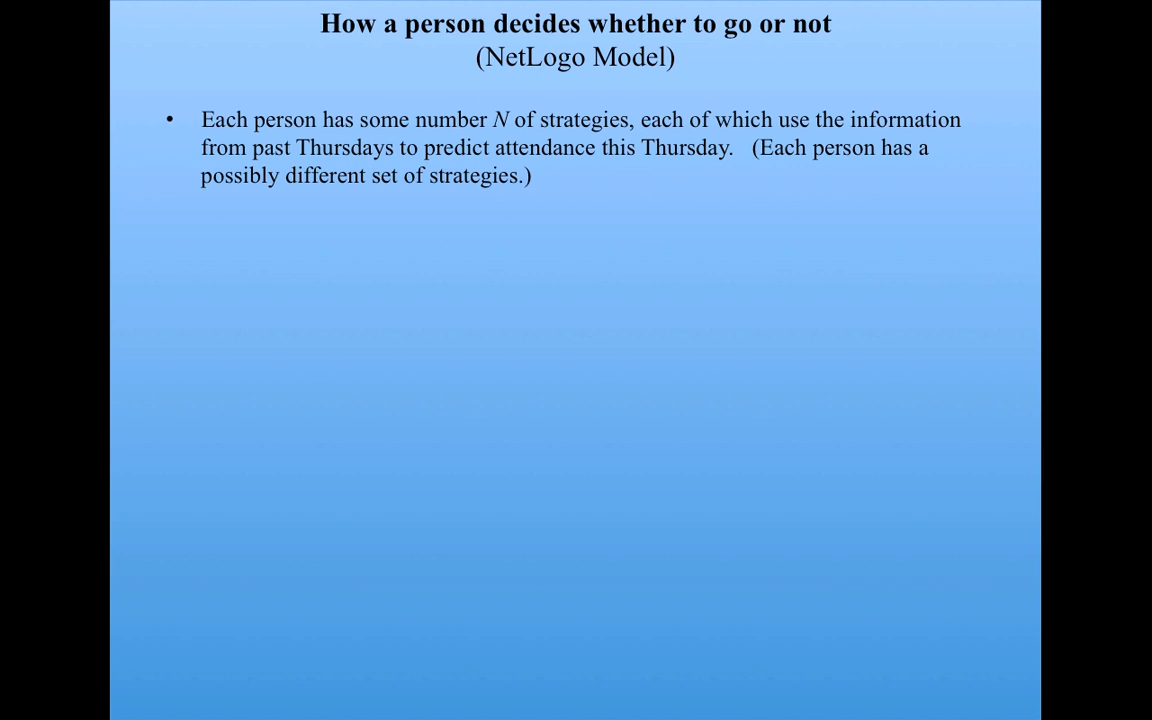 How a person decides whether to go or not
(NetLogo Model)
• Each person has some number N of strategies, each of which use the information
from past Thursdays to predict attendance this Thursday. (Each person has a
possibly different set of strategies.)